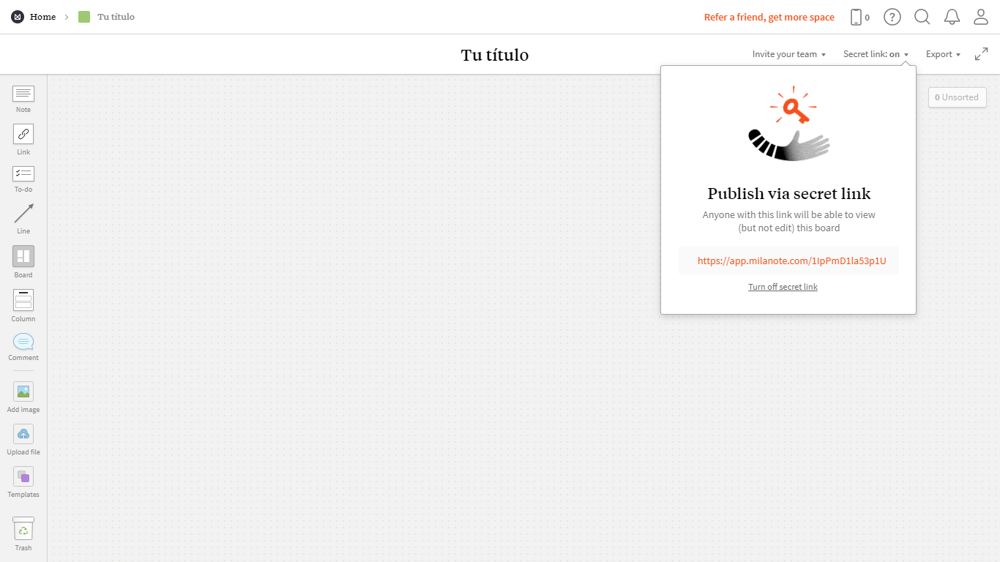 Home
Tu título
Refer a friend, get more space
0
?
Tu título
Invite your team
Secret link: on
Export
Note
Link
To-do
Line
Board
Column
Comment
Add image
Upload file
Templates
Trash
0 Unsorted
Publish via secret link
Anyone with this link will be able to view
(but not edit) this board
https://app.milanote.com/1IpPmD1la53p1U
Turn off secret link